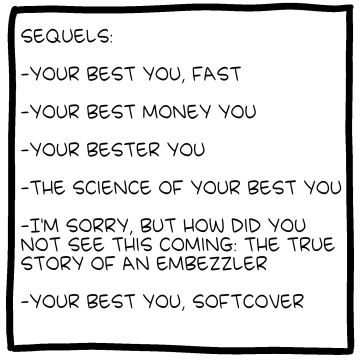 SEQUELS:
-YOUR BEST YOU, FAST
-YOUR BEST MONEY YOU
-YOUR BESTER YOU
-THE SCIENCE OF YOUR BEST YOU
-I'M SORRY, BUT HOW DID YOU
NOT SEE THIS COMING: THE TRUE
STORY OF AN EMBEZZLER
-YOUR BEST YOU, SOFTCOVER